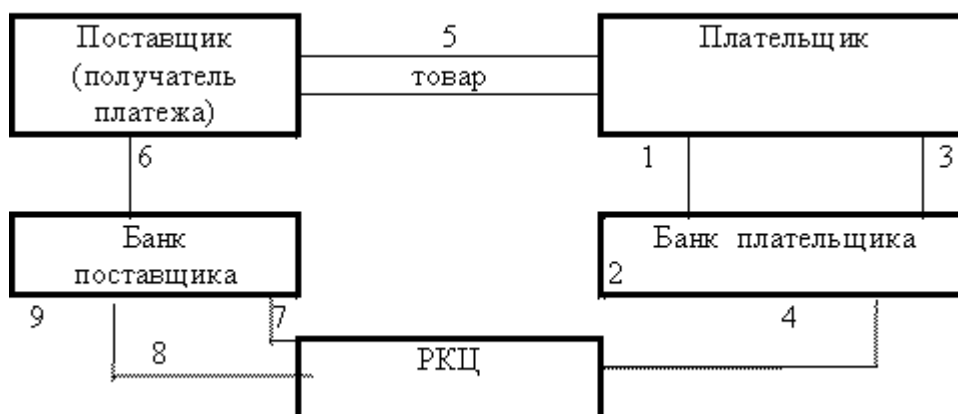 Поставщик
(получатель
платежа)
5
товар
Плательщик
6
1
3
Банк
поставщика
Банк плательщика
2
9
7
4
8
РКЦ